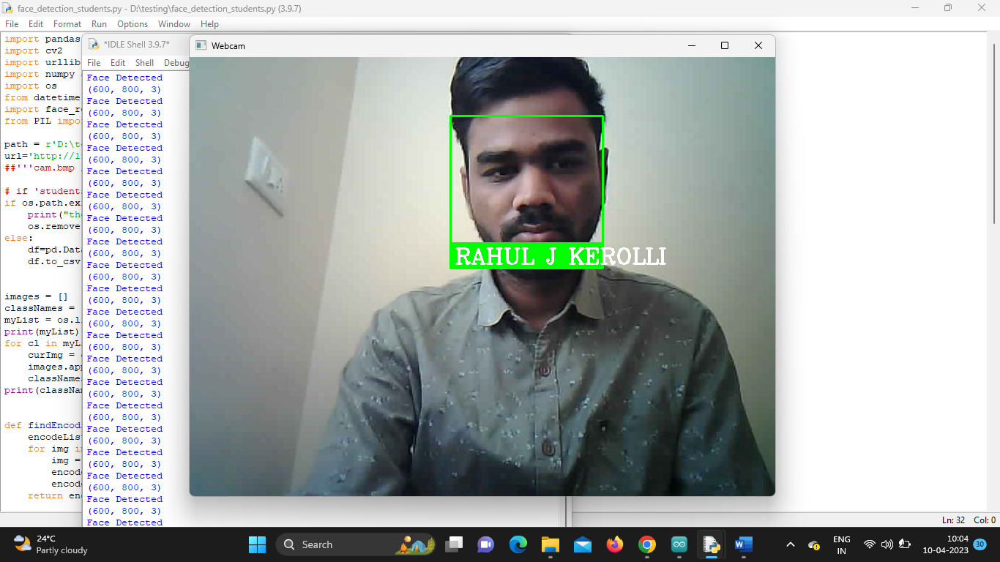 face_detection_students.py - D:\testing\face_detection_students.py (3.9.7)
File Edit Format Run Options Window Help
import pandas
import cv2
import urllib
import numpy
import os
from datetime
import face_r
from PIL impo
path = r'D:\t
url='http://1
##'''cam.bmp
# if 'student
if os.path.ex
print("th
os.remove
else:
df=pd.Dat
df.to_csv
images = []
classNames =
myList = os.l
print(myList)
for cl in myL
curImg =
images.ap
className
print(classNa
def findEncod
encodeLis
for img i
img =
encod
encod
return en
*IDLE Shell 3.9.7*
File Edit Shell Debug
Face Detected
(600, 800, 3)
Face Detected
(600, 800, 3)
Face Detected
(600, 800, 3)
Face Detected
(600, 800, 3)
Face Detected
(600, 800, 3)
Face Detected
(600, 800, 3)
Face Detected
(600, 800, 3)
Face Detected
(600, 800, 3)
Face Detected
(600, 800, 3)
Face Detected
(600, 800, 3)
Face Detected
(600, 800, 3)
Face Detected
(600, 800, 3)
Face Detected
(600, 800, 3)
Face Detected
(600, 800, 3)
Face Detected
(600, 800, 3)
Face Detected
(600, 800, 3)
Face Detected
(600, 800, 3)
Face Detected
(600, 800, 3)
Face Detected
(600, 800, 3)
Face Detected
Webcam
RAHUL J KEROLLI
Ln: 32 Col: 0
24°C
Partly cloudy
Search
ENG
IN
10:04
10-04-2023
30